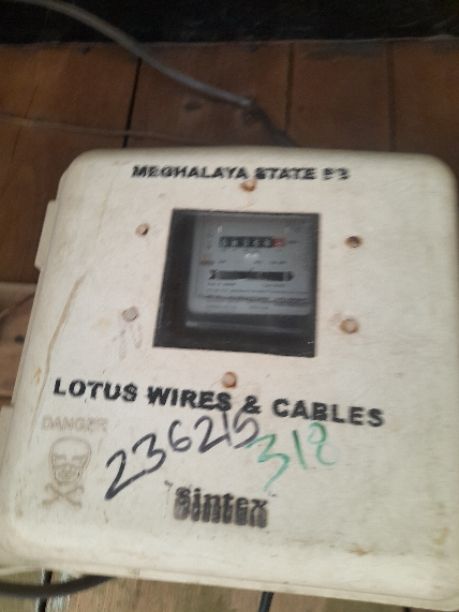 MEGHALAYA STATE EB
LOTUS WIRES & CABLES
DANGER
236215
318
Sintex